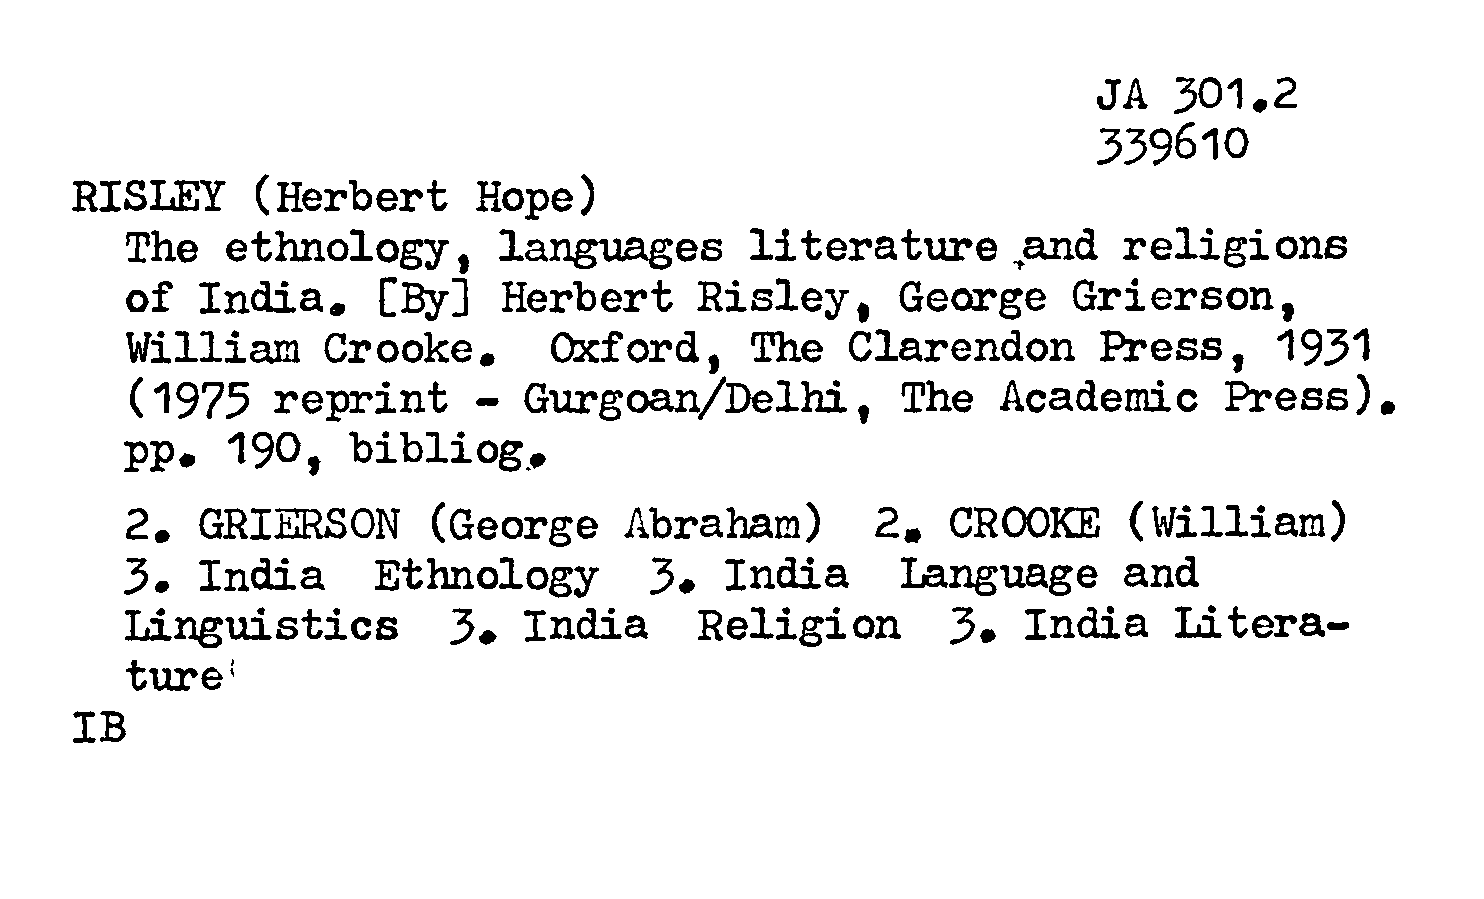 JA 301.2
339610
RISLEY (Herbert Hope)
The ethnology, languages literature and religions
of India. [By] Herbert Risley, George Grierson,
William Crooke. Oxford, The Clarendon Press, 1931
(1975 reprint - Gurgoan/Delhi, The Academic Press).
pp. 190, bibliog.
2. GRIERSON (George Abraham) 2. CROOKE (William)
3. India Ethnology 3. India Language and
Linguistics 3. India Religion 3. India Litera-
ture
IB